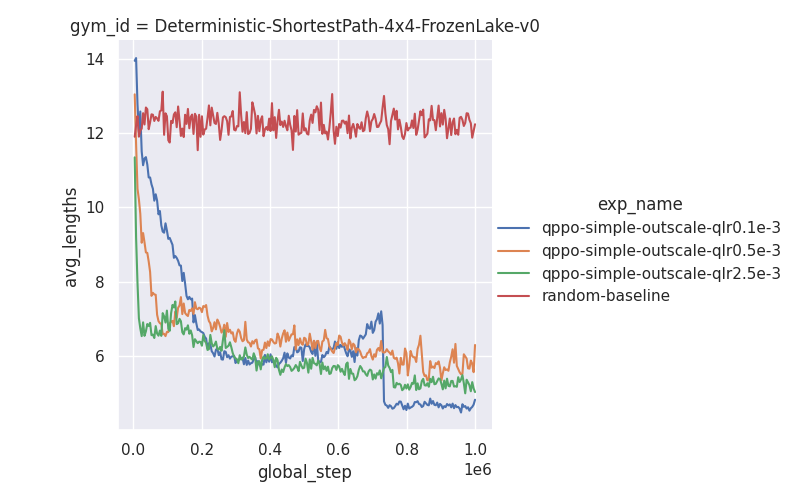 gym_id = Deterministic-ShortestPath-4x4-FrozenLake-v0
avg_lengths
14
12
10
8
6
0.0 0.2 0.4 0.6 0.8 1.0
1e6
global_step
exp_name
qppo-simple-outscale-qlr0.1e-3
qppo-simple-outscale-qlr0.5e-3
qppo-simple-outscale-qlr2.5e-3
random-baseline